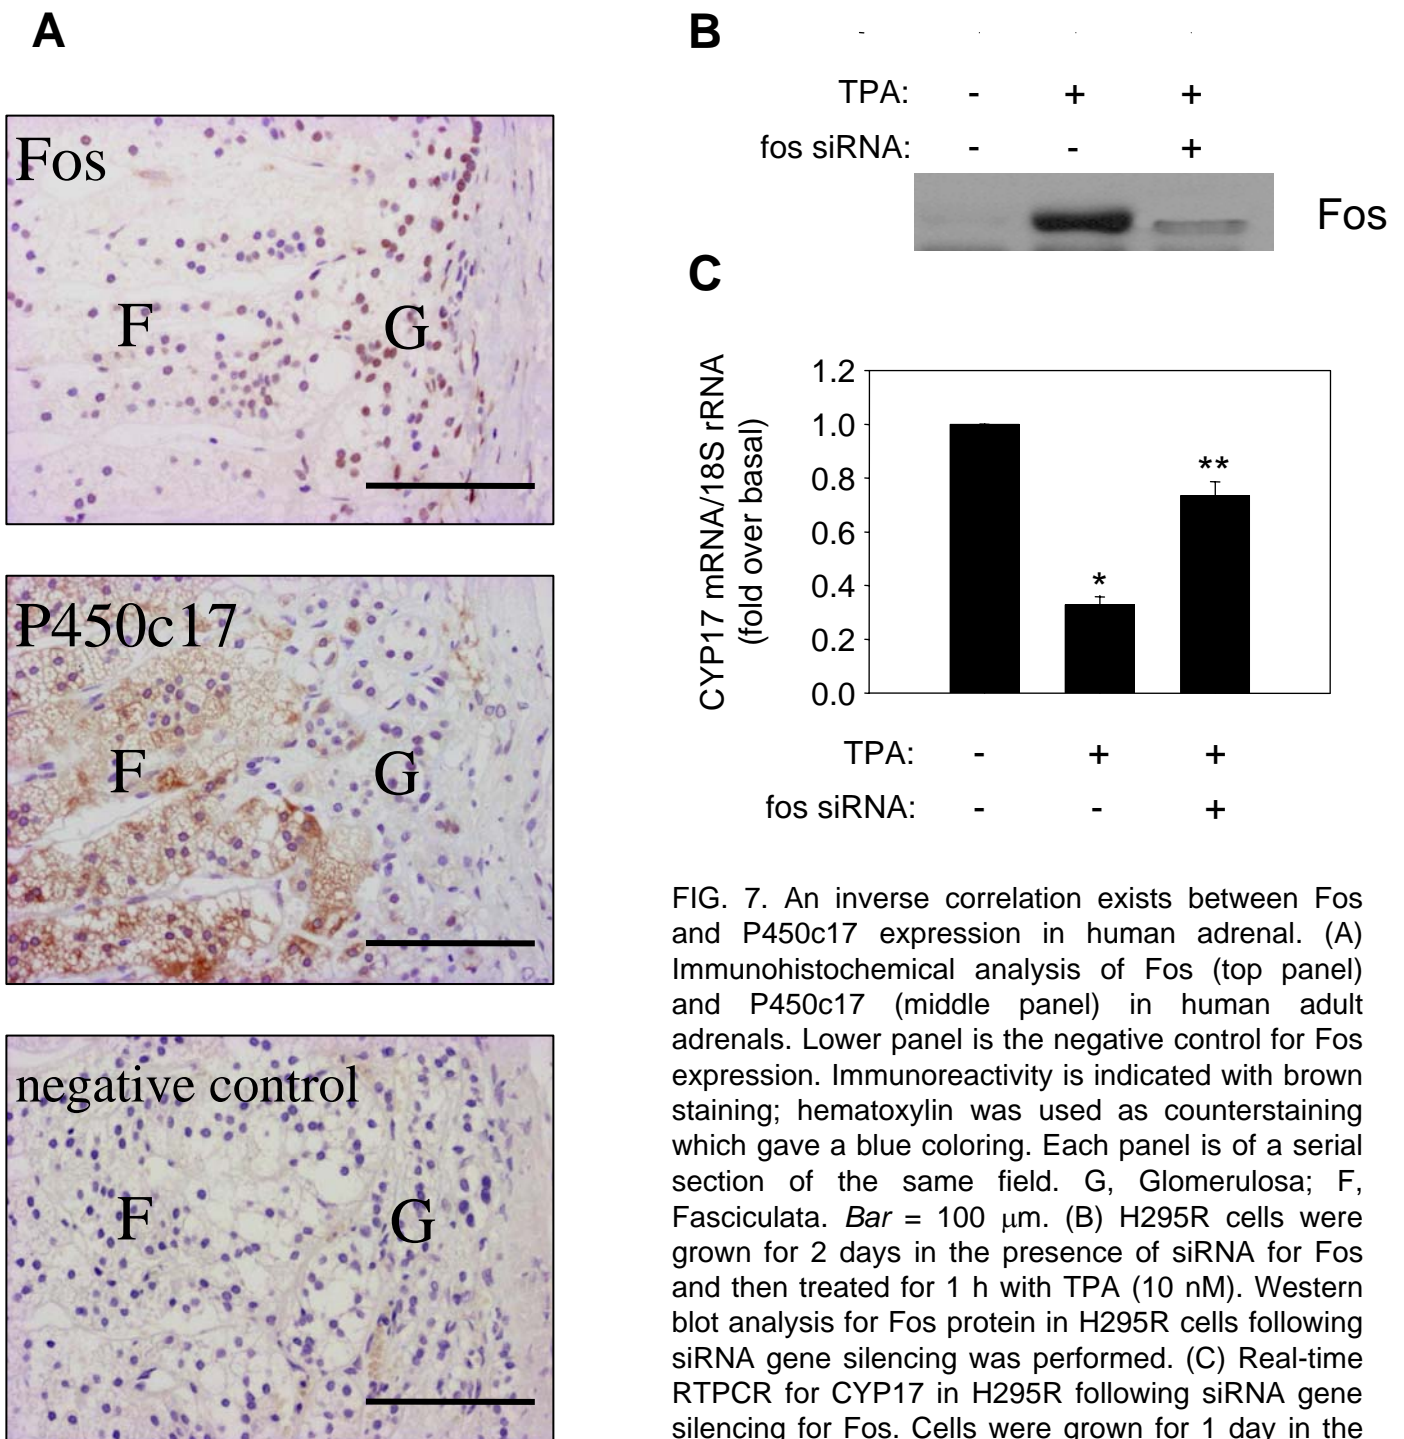 A
Fos
F
G
P450c17
F
G
negative control
F
G
B
TPA: - + +
fos siRNA: - - +
Fos
C
CYP17 mRNA/18S rRNA
(fold over basal)
1.2
1.0
0.8
0.6
0.4
0.2
0.0
*
**
TPA: - + +
fos siRNA: - - +
FIG. 7. An inverse correlation exists between Fos
and P450c17 expression in human adrenal. (A)
Immunohistochemical analysis of Fos (top panel)
and P450c17 (middle panel) in human adult
adrenals. Lower panel is the negative control for Fos
expression. Immunoreactivity is indicated with brown
staining; hematoxylin was used as counterstaining
which gave a blue coloring. Each panel is of a serial
section of the same field. G, Glomerulosa; F,
Fasciculata. Bar = 100 μm. (B) H295R cells were
grown for 2 days in the presence of siRNA for Fos
and then treated for 1 h with TPA (10 nM). Western
blot analysis for Fos protein in H295R cells following
siRNA gene silencing was performed. (C) Real-time
RTPCR for CYP17 in H295R following siRNA gene
silencing for Fos. Cells were grown for 1 day in the